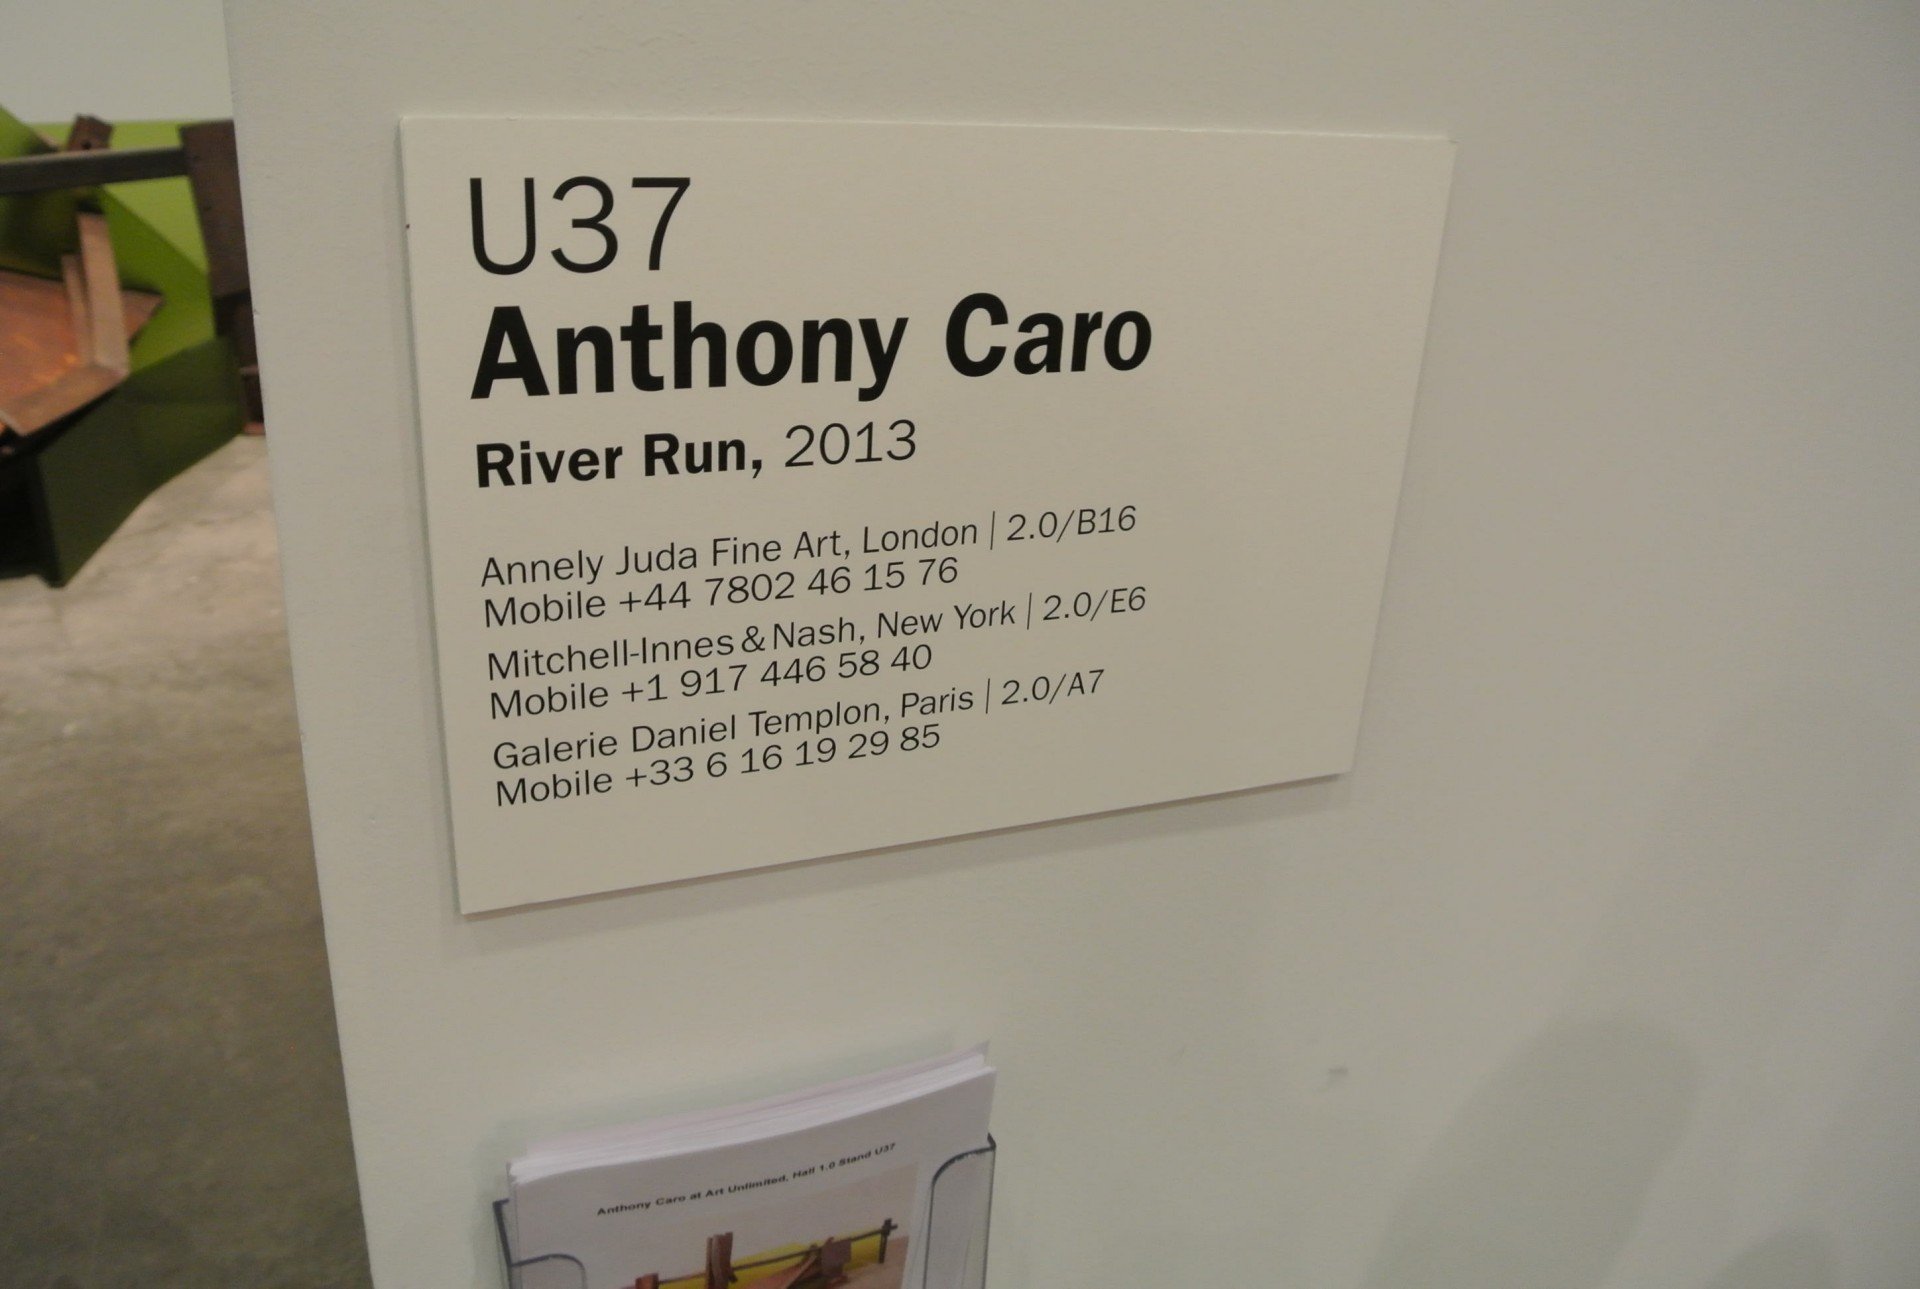 U37
Anthony Caro
River Run, 2013
Annely Juda Fine Art, London | 2.0/B16
Mobile +44 7802 46 15 76
Mitchell-Innes & Nash, New York | 2.0/E6
Mobile +1 917 446 58 40
Galerie Daniel Templon, Paris | 2.0/A7
Mobile +33 6 16 19 29 85
Anthony Caro at Art Unlimited, Hall 1.0 Stand U37